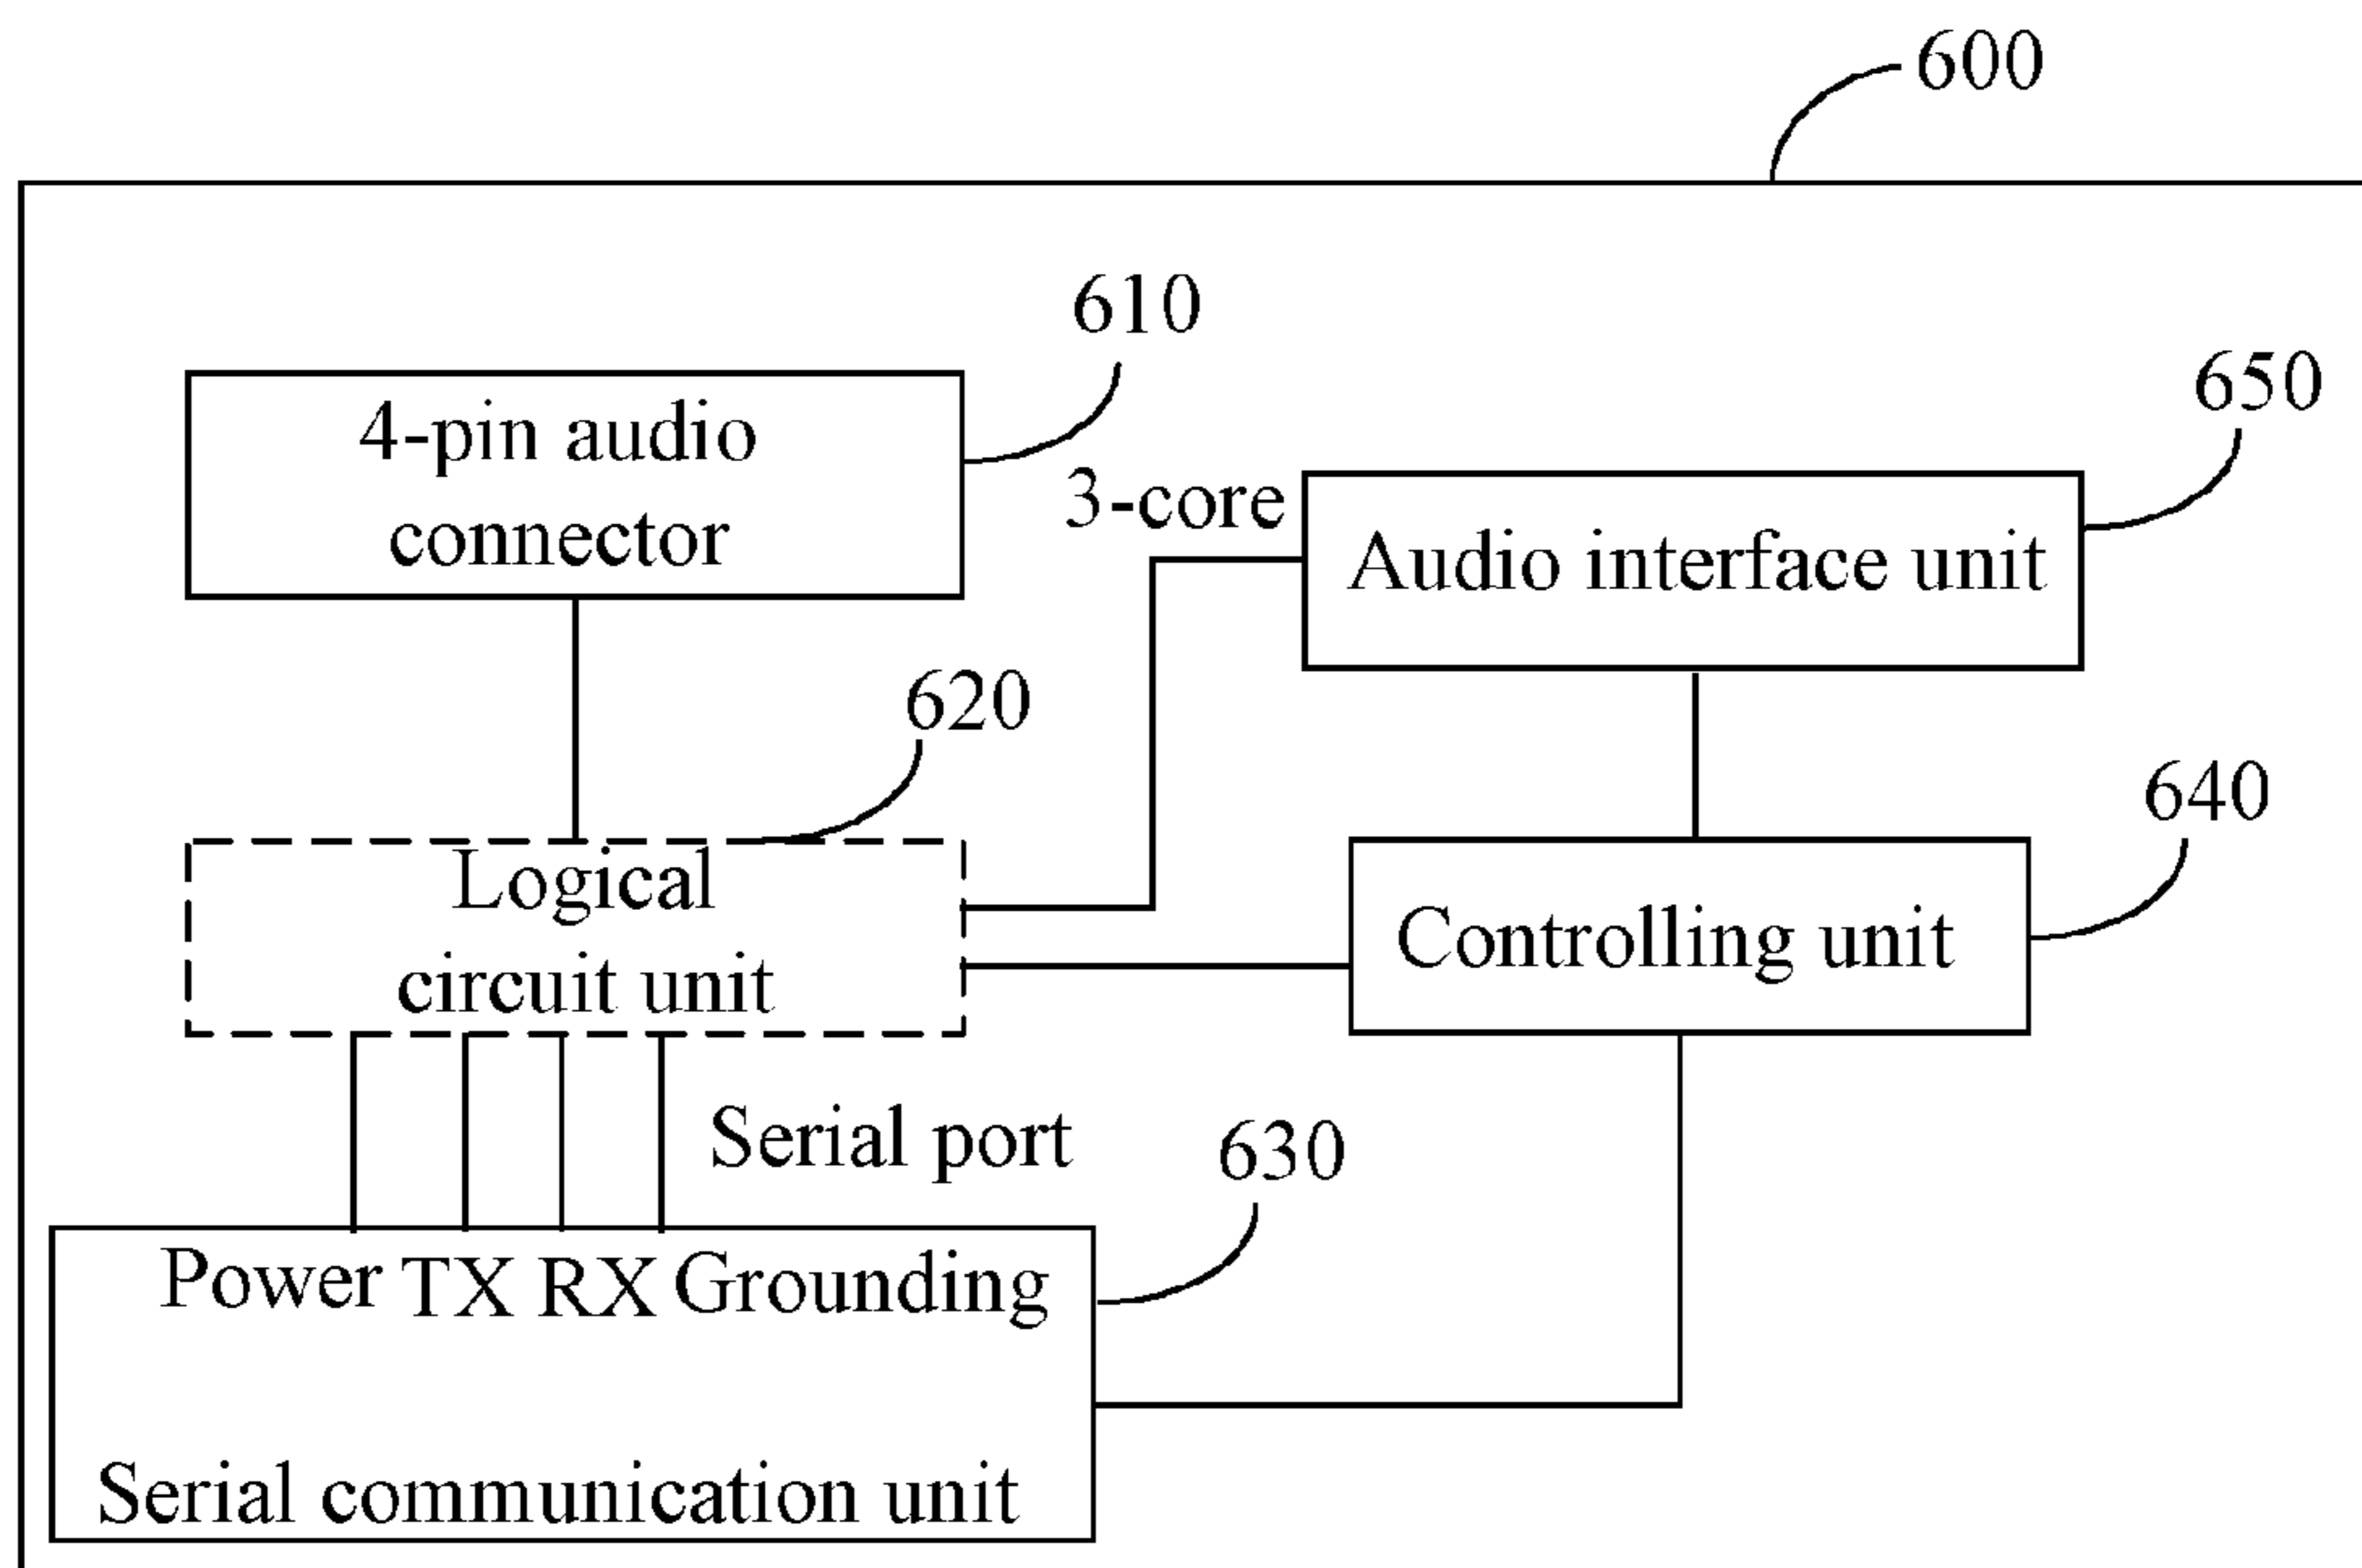 600
610
4-pin audio
connector
650
3-core
Audio interface unit
620
640
Logical
circuit unit
Controlling unit
Serial port
630
Power TX RX Grounding
Serial communication unit